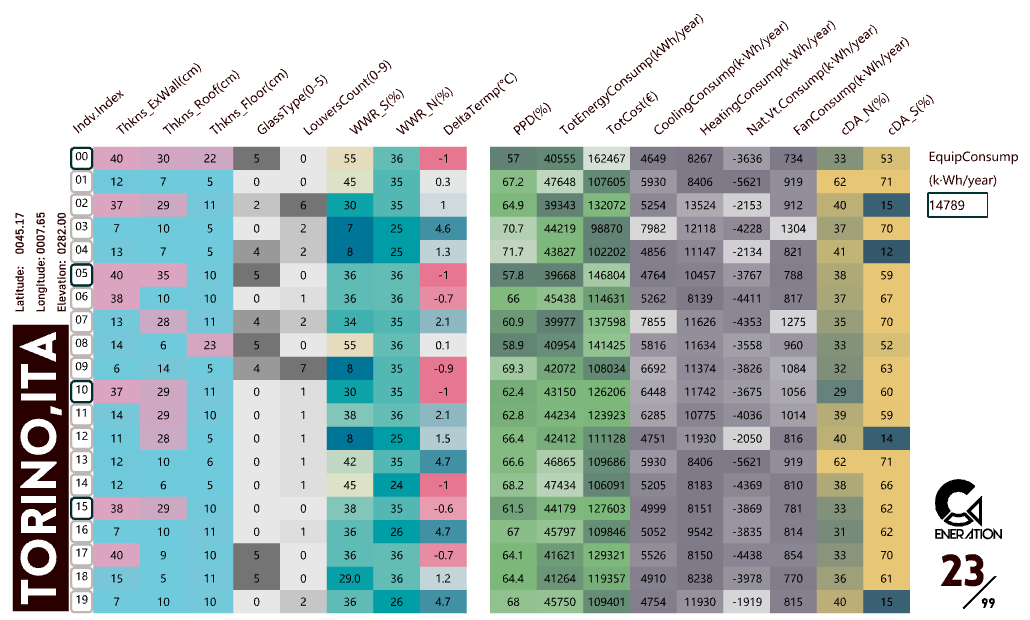 Indv.Index Thkns_ExWall(cm) Thkns_Roof(cm) Thkns_Floor(cm) GlassType(0-5) LouversCount(0-9) WWR_S(%) WWR_N(%) DeltaTermp(°C) PPD(%) TotEnergyConsump(kWh/year) TotCost(€) CoolingConsump(k·Wh/year) HeatingConsump(k·Wh/year) Nat.Vt.Consump(k·Wh/year) FanConsump(k·Wh/year) cDA_N(%) cDA_S(%)
00 40 30 22 5 0 55 36 -1 57 40555 162467 4649 8267 -3636 734 33 53
01 12 7 5 0 0 45 35 0.3 67.2 47648 107605 5930 8406 -5621 919 62 71
02 37 29 11 2 6 30 35 1 64.9 39343 132072 5254 13524 -2153 912 40 15
03 7 10 5 0 2 7 25 4.6 70.7 44219 98870 7982 12118 -4228 1304 37 70
04 13 7 5 4 2 8 25 1.3 71.7 43827 102202 4856 11147 -2134 821 41 12
05 40 35 10 5 0 36 36 -1 57.8 39668 146804 4764 10457 -3767 788 38 59
06 38 10 10 0 1 36 36 -0.7 66 45438 114631 5262 8139 -4411 817 37 67
07 13 28 11 4 2 34 35 2.1 60.9 39977 137598 7855 11626 -4353 1275 35 70
08 14 6 23 5 0 55 36 0.1 58.9 40954 141425 5816 11634 -3558 960 33 52
09 6 14 5 4 7 8 35 -0.9 69.3 42072 108034 6692 11374 -3826 1084 32 63
10 37 29 11 0 1 30 35 -1 62.4 43150 126206 6448 11742 -3675 1056 29 60
11 14 29 10 0 1 38 36 2.1 62.8 44234 123923 6285 10775 -4036 1014 39 59
12 11 28 5 0 1 8 25 1.5 66.4 42412 111128 4751 11930 -2050 816 40 14
13 12 10 6 0 1 42 35 4.7 66.6 46865 109686 5930 8406 -5621 919 62 71
14 12 6 5 0 1 45 24 -1 68.2 47434 106091 5205 8183 -4369 810 38 66
15 38 29 10 0 1 38 35 -0.6 61.5 44179 127603 4999 8151 -3869 781 33 62
16 7 10 11 0 1 36 26 4.7 67 45797 109846 5052 9542 -3835 814 31 62
17 40 9 10 5 0 36 36 -0.7 64.1 41621 129321 5526 8150 -4438 854 33 70
18 15 5 11 5 0 29.0 36 1.2 64.4 41264 119357 4910 8238 -3978 770 36 61
19 7 10 10 0 2 36 26 4.7 68 45750 109401 4754 11930 -1919 815 40 15
EquipConsump
(k·Wh/year)
14789
Latitude: 0045.17
Longitude: 0007.65
Elevation: 0282.00
TORINO,ITA
GENERATION
23/99